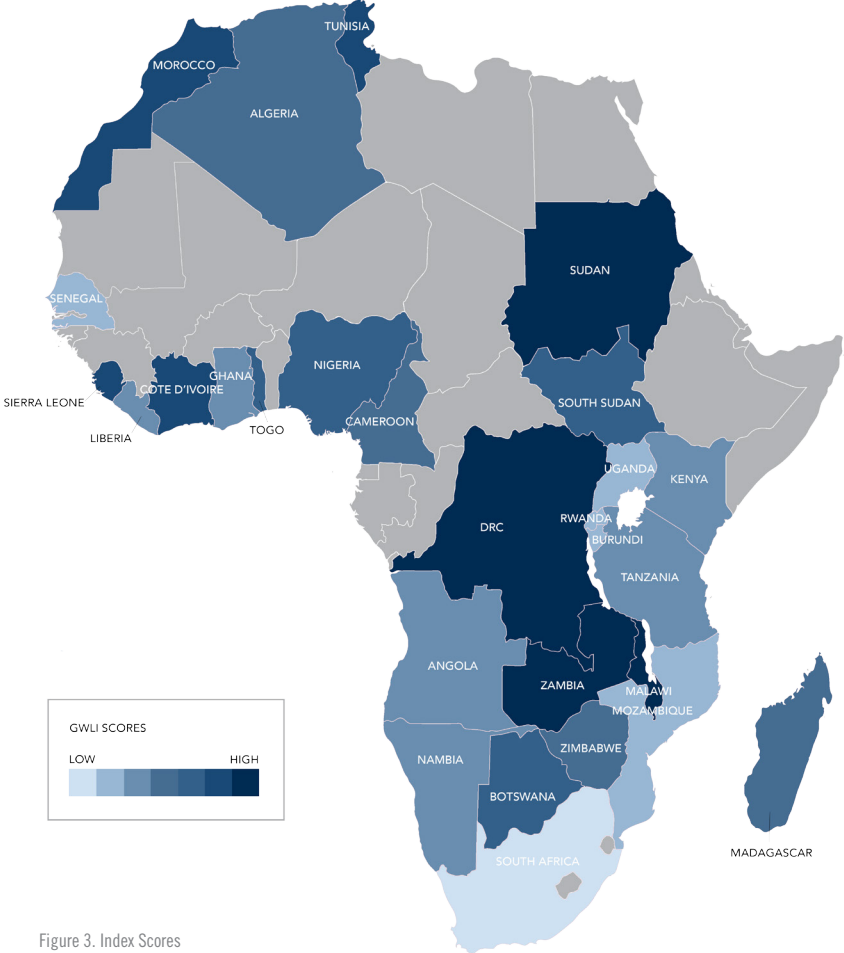 TUNISIA
MOROCCO
ALGERIA
SUDAN
SENEGAL
NIGERIA
GHANA
CÔTE D'IVOIRE
SIERRA LEONE
SOUTH SUDAN
CAMEROON
TOGO
LIBERIA
UGANDA
KENYA
RWANDA
DRC
BURUNDI
TANZANIA
ANGOLA
ZAMBIA
MALAWI
MOZAMBIQUE
GWLI SCORES
LOW
HIGH
ZIMBABWE
NAMBIA
BOTSWANA
MADAGASCAR
SOUTH AFRICA
Figure 3. Index Scores